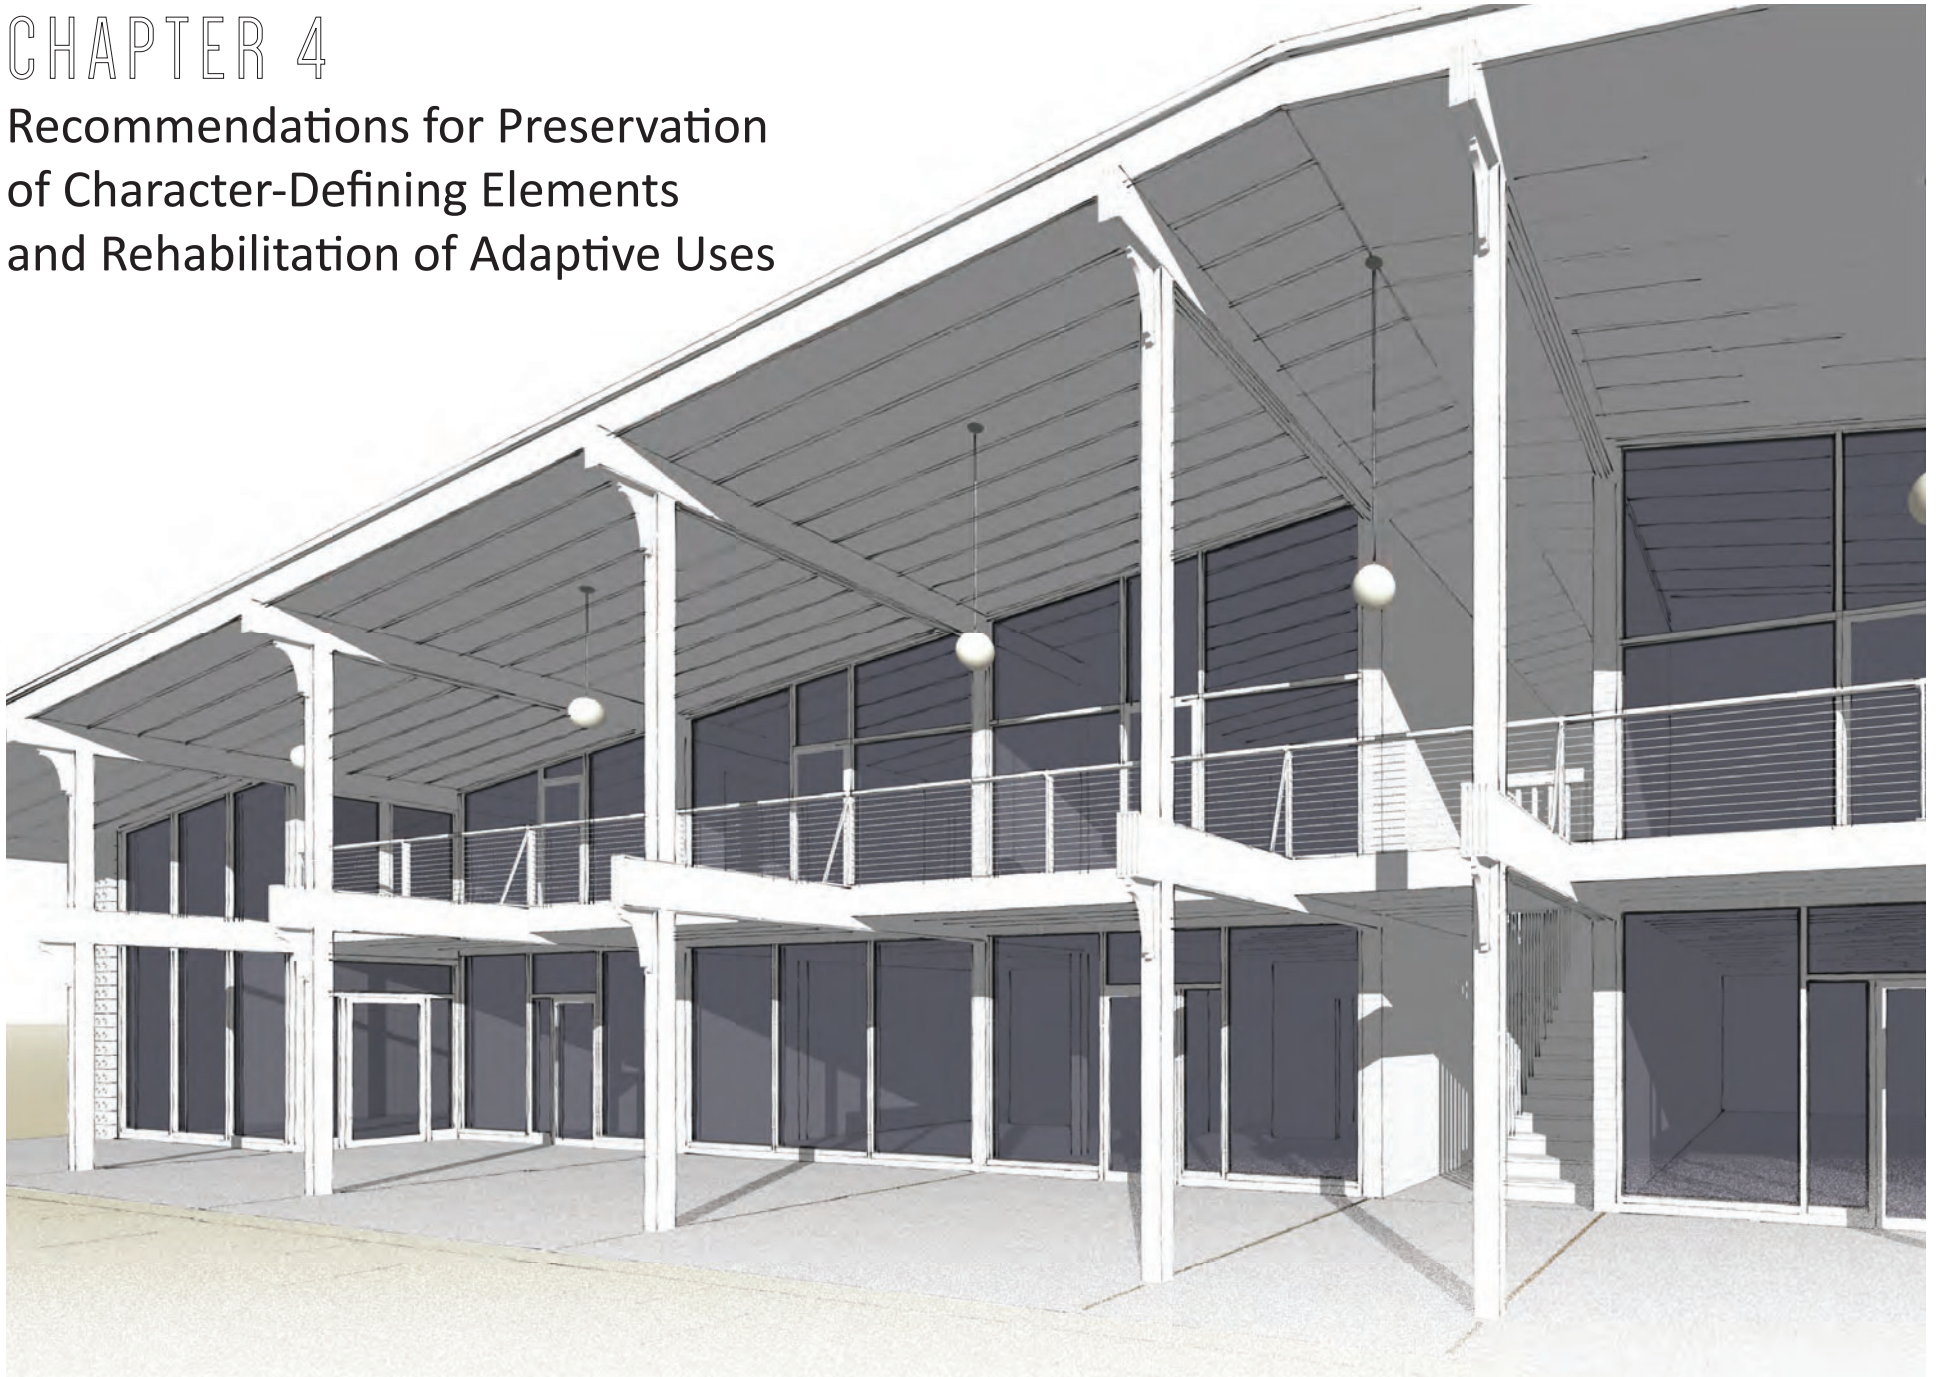 CHAPTER 4
Recommendations for Preservation
of Character-Defining Elements
and Rehabilitation of Adaptive Uses